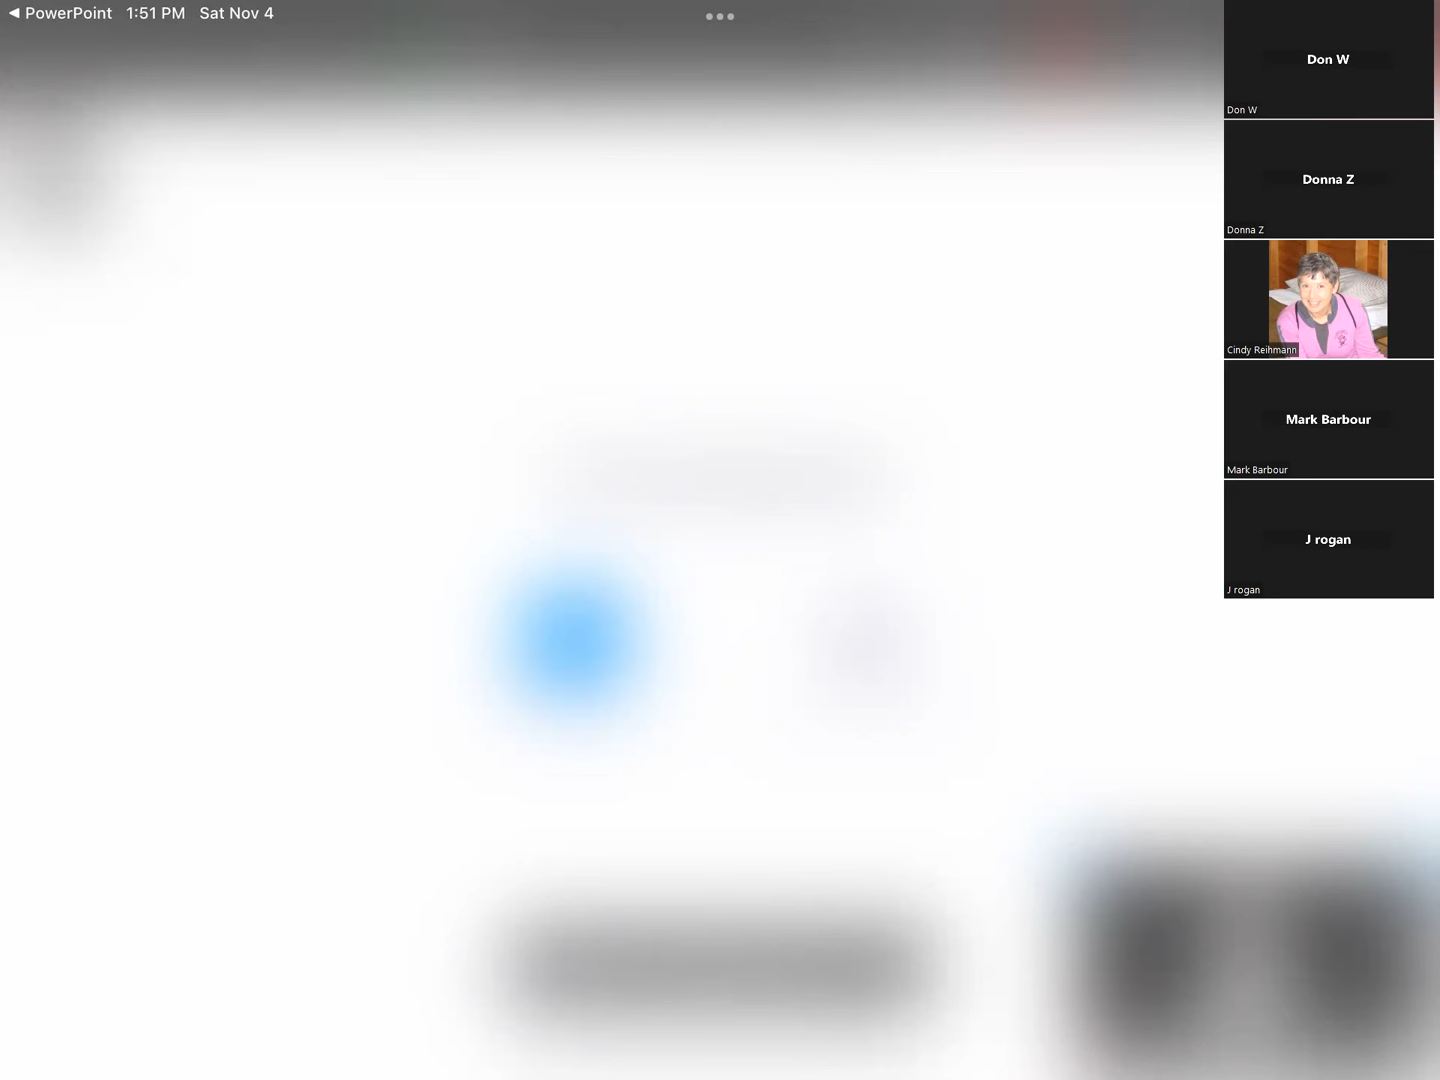 ◀ PowerPoint 1:51 PM Sat Nov 4
Don W
Don W
Donna Z
Donna Z
Cindy Reihmann
Mark Barbour
Mark Barbour
J rogan
J rogan